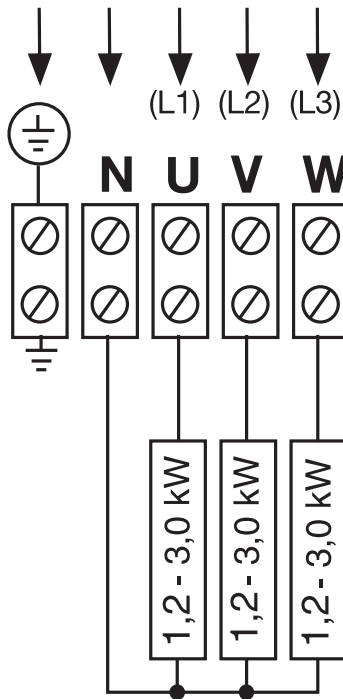 (L1) (L2) (L3)
N U V W
1,2 - 3,0 kW
1,2 - 3,0 kW
1,2 - 3,0 kW